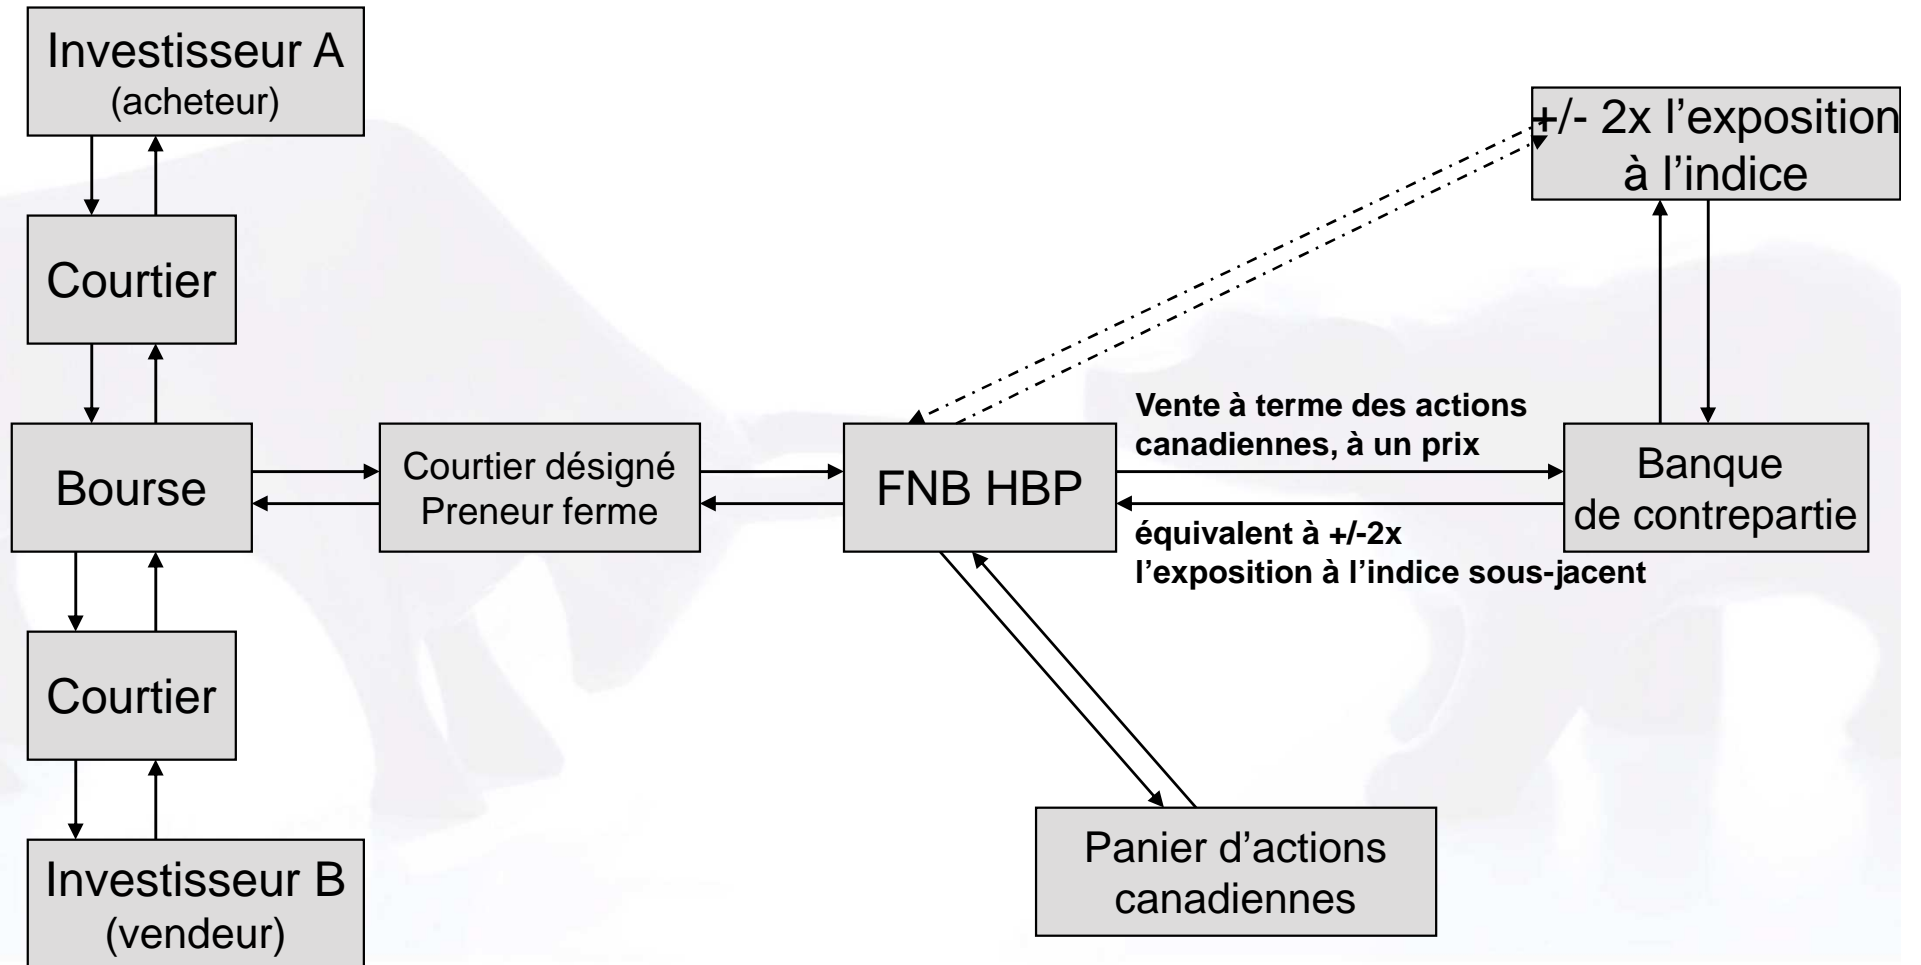 Investisseur A
(acheteur)
+/- 2x l’exposition
à l’indice
Courtier
Vente à terme des actions
canadiennes, à un prix
Bourse
Courtier désigné
Preneur ferme
FNB HBP
Banque
de contrepartie
équivalent à +/-2x
l’exposition à l’indice sous-jacent
Courtier
Panier d’actions
canadiennes
Investisseur B
(vendeur)